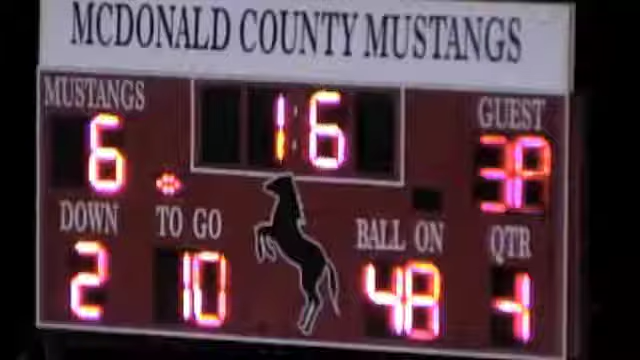 MCDONALD COUNTY MUSTANGS
MUSTANGS 1:6 GUEST
6
DOWN TO GO BALL ON QTR
2 10 48 4